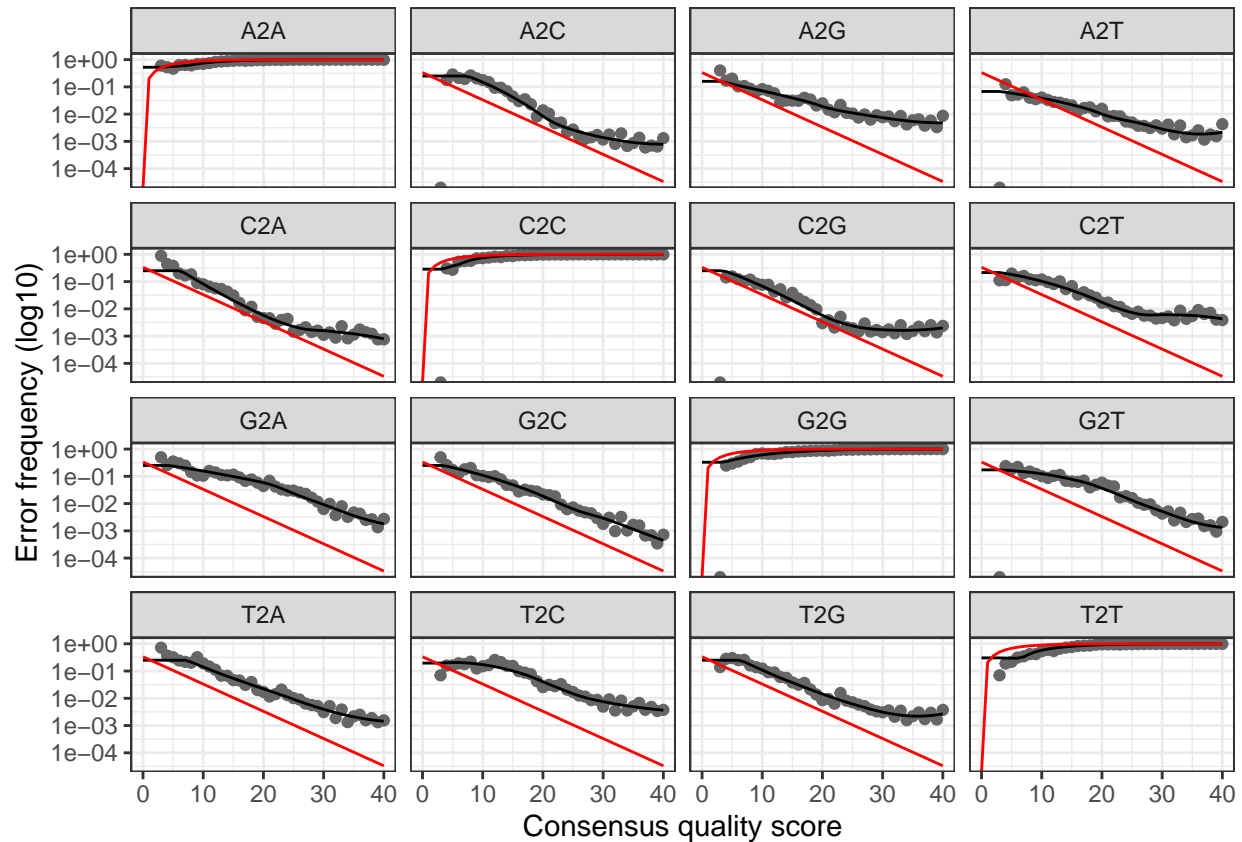 A2A A2C A2G A2T
1e+00
1e−01
1e−02
1e−03
1e−04
C2A C2C C2G C2T
1e+00
1e−01
1e−02
1e−03
1e−04
G2A G2C G2G G2T
1e+00
1e−01
1e−02
1e−03
1e−04
T2A T2C T2G T2T
1e+00
1e−01
1e−02
1e−03
1e−04
0 10 20 30 40 0 10 20 30 40 0 10 20 30 40 0 10 20 30 40
Consensus quality score
Error frequency (log10)